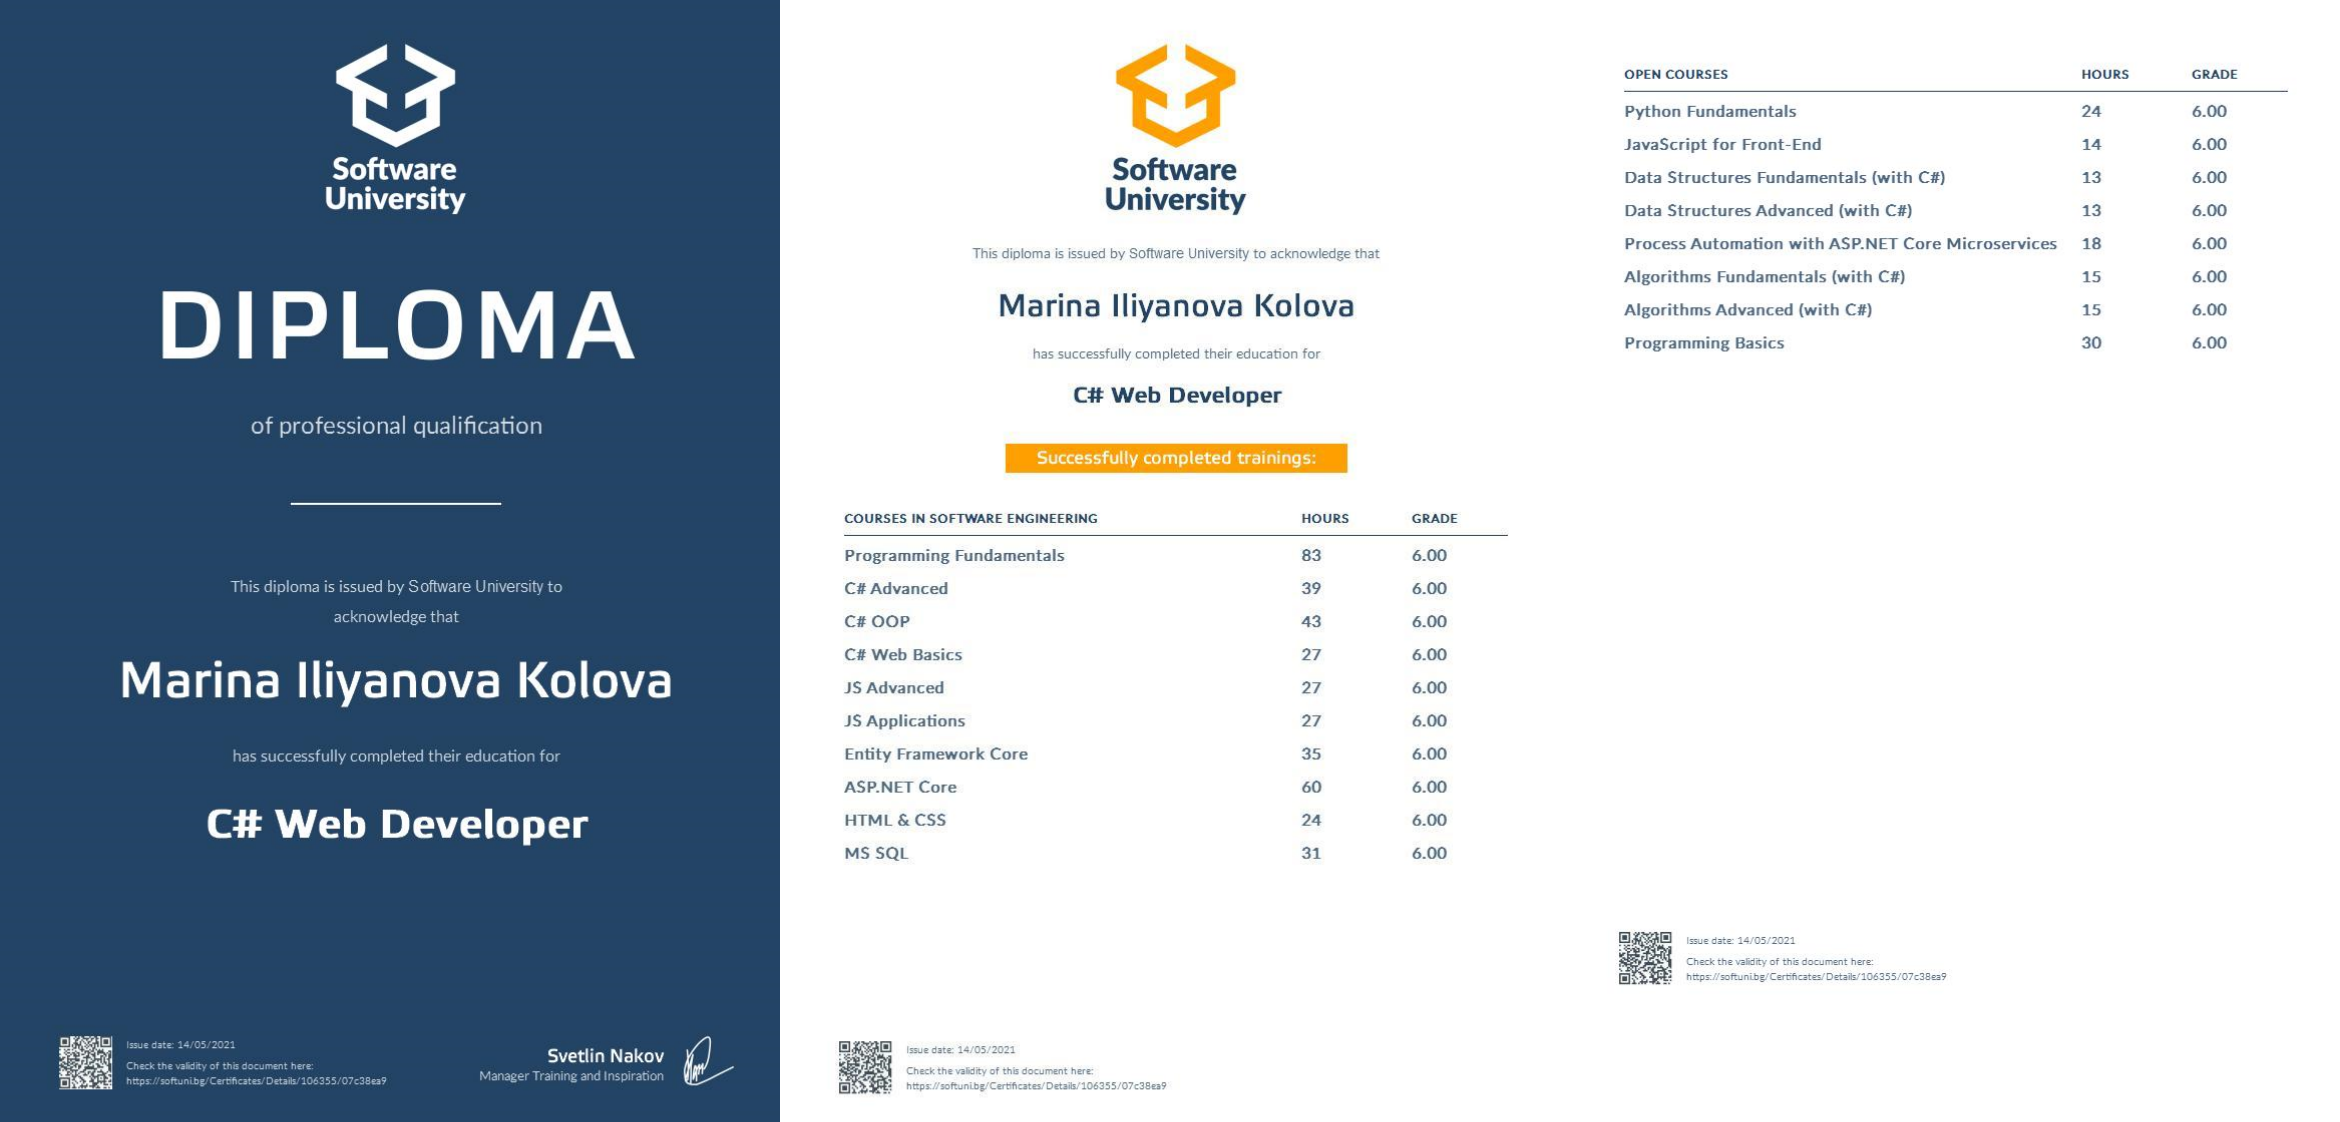 Software
University
DIPLOMA
of professional qualification
This diploma is issued by Software University to
acknowledge that
Marina Iliyanova Kolova
has successfully completed their education for
C# Web Developer
Issue date: 14/05/2021
Check the validity of this document here:
https://softuni.bg/Certificates/Details/106355/07c38ea9
Svetlin Nakov
Manager Training and Inspiration
Software
University
This diploma is issued by Software University to acknowledge that
Marina Iliyanova Kolova
has successfully completed their education for
C# Web Developer
Successfully completed trainings:
COURSES IN SOFTWARE ENGINEERING HOURS GRADE
Programming Fundamentals 83 6.00
C# Advanced 39 6.00
C# OOP 43 6.00
C# Web Basics 27 6.00
JS Advanced 27 6.00
JS Applications 27 6.00
Entity Framework Core 35 6.00
ASP.NET Core 60 6.00
HTML & CSS 24 6.00
MS SQL 31 6.00
Issue date: 14/05/2021
Check the validity of this document here:
https://softuni.bg/Certificates/Details/106355/07c38ea9
OPEN COURSES HOURS GRADE
Python Fundamentals 24 6.00
JavaScript for Front-End 14 6.00
Data Structures Fundamentals (with C#) 13 6.00
Data Structures Advanced (with C#) 13 6.00
Process Automation with ASP.NET Core Microservices 18 6.00
Algorithms Fundamentals (with C#) 15 6.00
Algorithms Advanced (with C#) 15 6.00
Programming Basics 30 6.00
Issue date: 14/05/2021
Check the validity of this document here:
https://softuni.bg/Certificates/Details/106355/07c38ea9